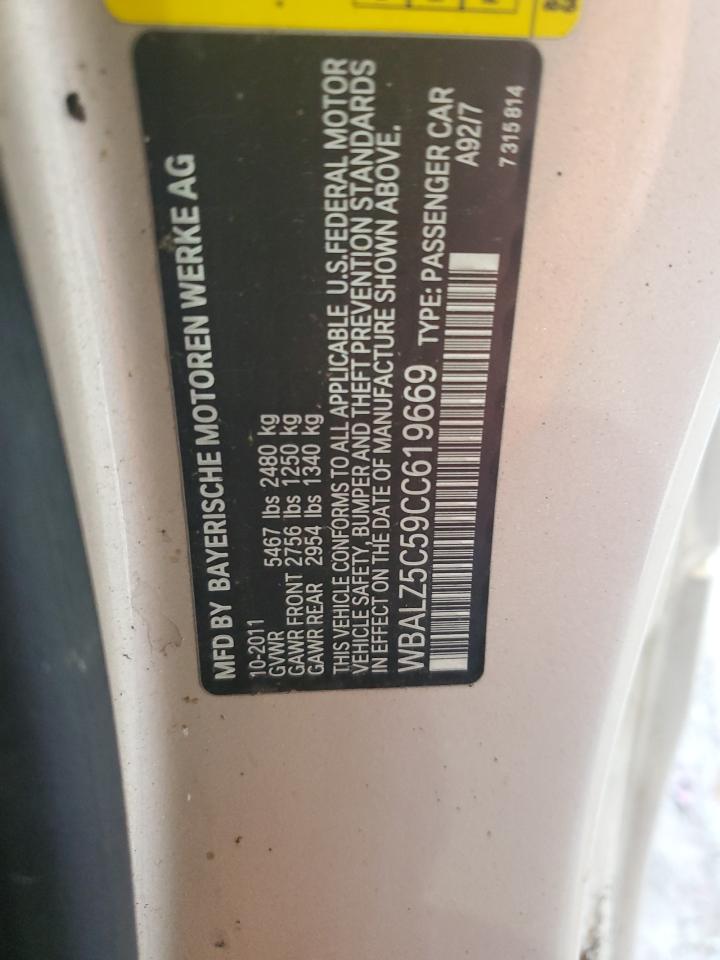 MFD BY BAYERISCHE MOTOREN WERKE AG
10-2011
GVWR 5467 lbs 2480 kg
GAWR FRONT 2756 lbs 1250 kg
GAWR REAR 2954 lbs 1340 kg
THIS VEHICLE CONFORMS TO ALL APPLICABLE U.S.FEDERAL MOTOR
VEHICLE SAFETY, BUMPER AND THEFT PREVENTION STANDARDS
IN EFFECT ON THE DATE OF MANUFACTURE SHOWN ABOVE.
WBALZ5C59CC619669 TYPE: PASSENGER CAR
A92/7
7 315 814